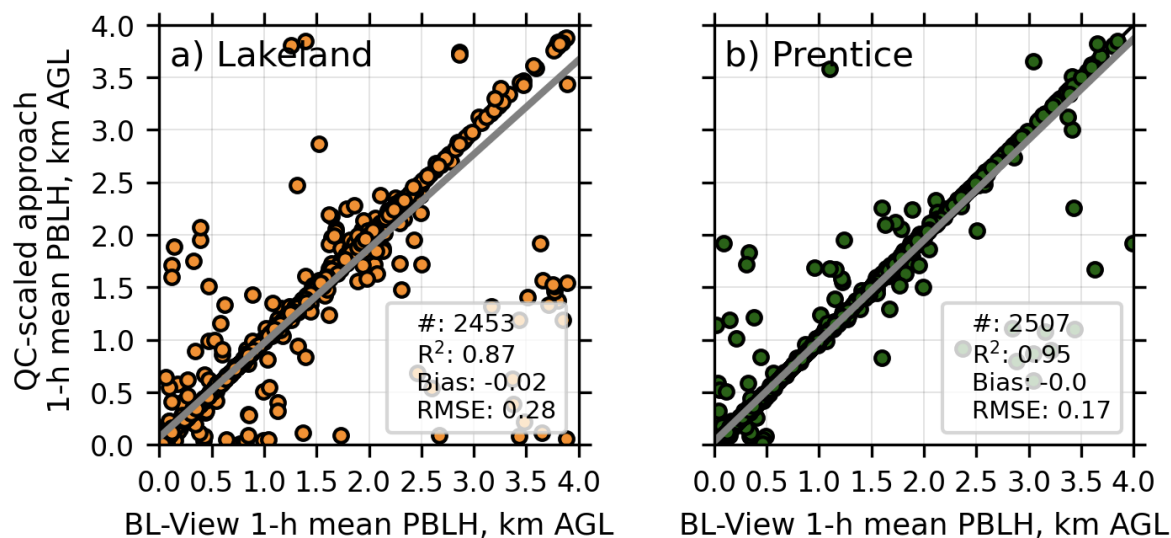 QC-scaled approach
1-h mean PBLH, km AGL
4.0
3.5
3.0
2.5
2.0
1.5
1.0
0.5
0.0
a) Lakeland
#: 2453
R²: 0.87
Bias: -0.02
RMSE: 0.28
0.0 0.5 1.0 1.5 2.0 2.5 3.0 3.5 4.0
BL-View 1-h mean PBLH, km AGL
b) Prentice
#: 2507
R²: 0.95
Bias: -0.0
RMSE: 0.17
0.0 0.5 1.0 1.5 2.0 2.5 3.0 3.5 4.0
BL-View 1-h mean PBLH, km AGL